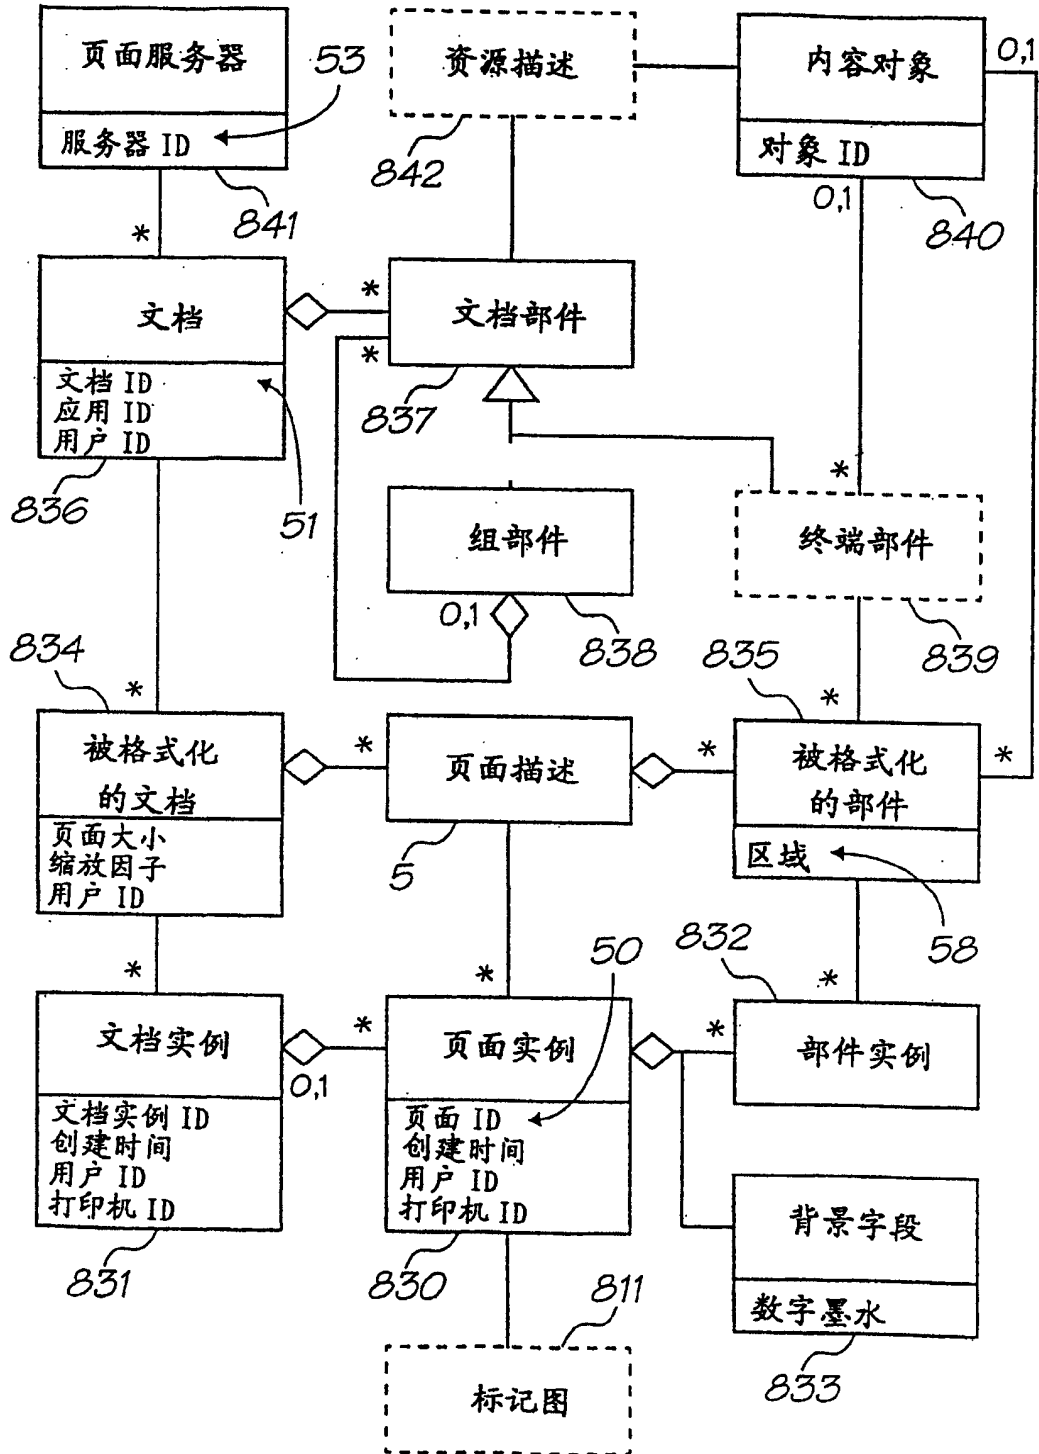 页面服务器
服务器 ID
53
841
*
资源描述
842
内容对象
对象 ID
0,1
0,1
840
文档
文档 ID
应用 ID
用户 ID
836
51
*
文档部件
*
837
组部件
0,1
838
*
终端部件
839
834
*
被格式化
的文档
页面大小
缩放因子
用户 ID
*
页面描述
5
835
*
*
被格式化
的部件
区域
*
58
*
文档实例
0,1
文档实例 ID
创建时间
用户 ID
打印机 ID
831
*
*
50
页面实例
页面 ID
创建时间
用户 ID
打印机 ID
830
832
*
*
部件实例
背景字段
数字墨水
833
811
标记图